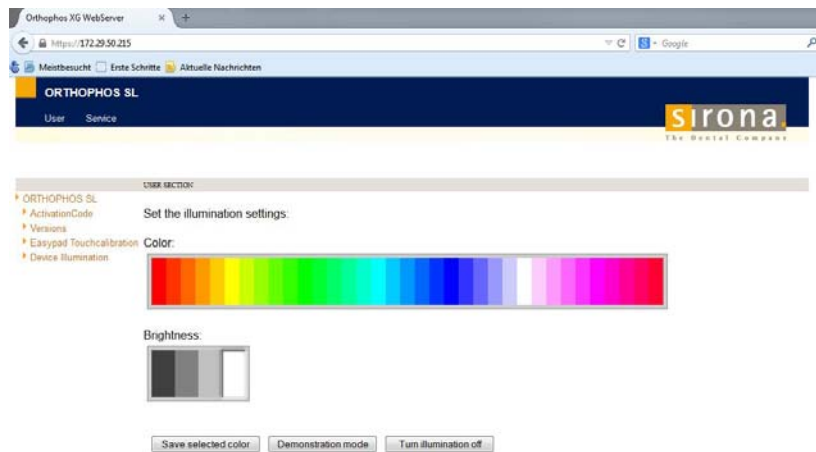 Orthophos XG WebServer
https://172.29.50.215
Google
Meistbesucht Erste Schritte Aktuelle Nachrichten
ORTHOPHOS SL
User Service
sirona.
The Dental Company
USER SECTION
ORTHOPHOS SL
ActivationCode
Versions
Easypad Touchcalibration
Device Illumination
Set the illumination settings:
Color:
Brightness:
Save selected color Demonstration mode Turn illumination off